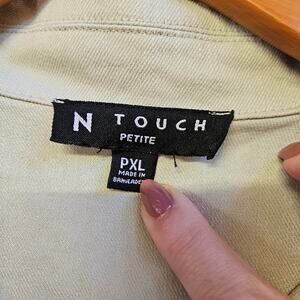 N TOUCH
PETITE
PXL
MADE IN
BANGLADESH